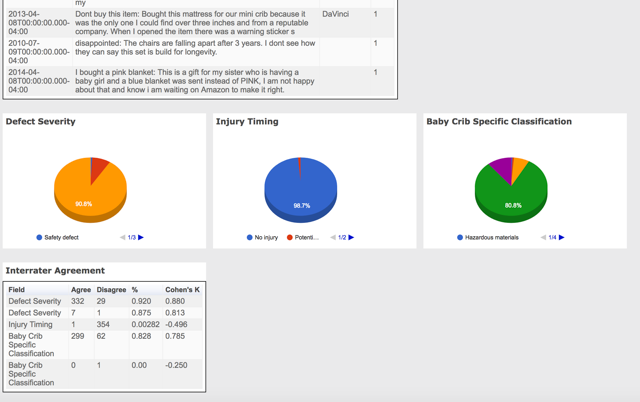 my
2013-04- Dont buy this item: Bought this mattress for our mini crib because it DaVinci 1
08T00:00:00.000- was the only one I could find over three inches and from a reputable
04:00 company. When I opened the item there was a warning sticker s
2010-07- disappointed: The chairs are falling apart after 3 years. I dont see how 1
09T00:00:00.000- they can say this set is build for longevity.
04:00
2014-04- I bought a pink blanket: This is a gift for my sister who is having a 1
08T00:00:00.000- baby girl and a blue blanket was sent instead of PINK, I am not happy
04:00 about that and know i am waiting on Amazon to make it right.
Defect Severity Injury Timing Baby Crib Specific Classification
90.8% 98.7% 80.6%
Safety defect 1/3 No injury Potenti... 1/2 Hazardous materials 1/4
Interrater Agreement
Field Agree Disagree % Cohen's K
Defect Severity 332 29 0.920 0.880
Defect Severity 7 1 0.875 0.813
Injury Timing 1 354 0.00282 -0.496
Baby Crib 299 62 0.828 0.785
Specific
Classification
Baby Crib 0 1 0.00 -0.250
Specific
Classification